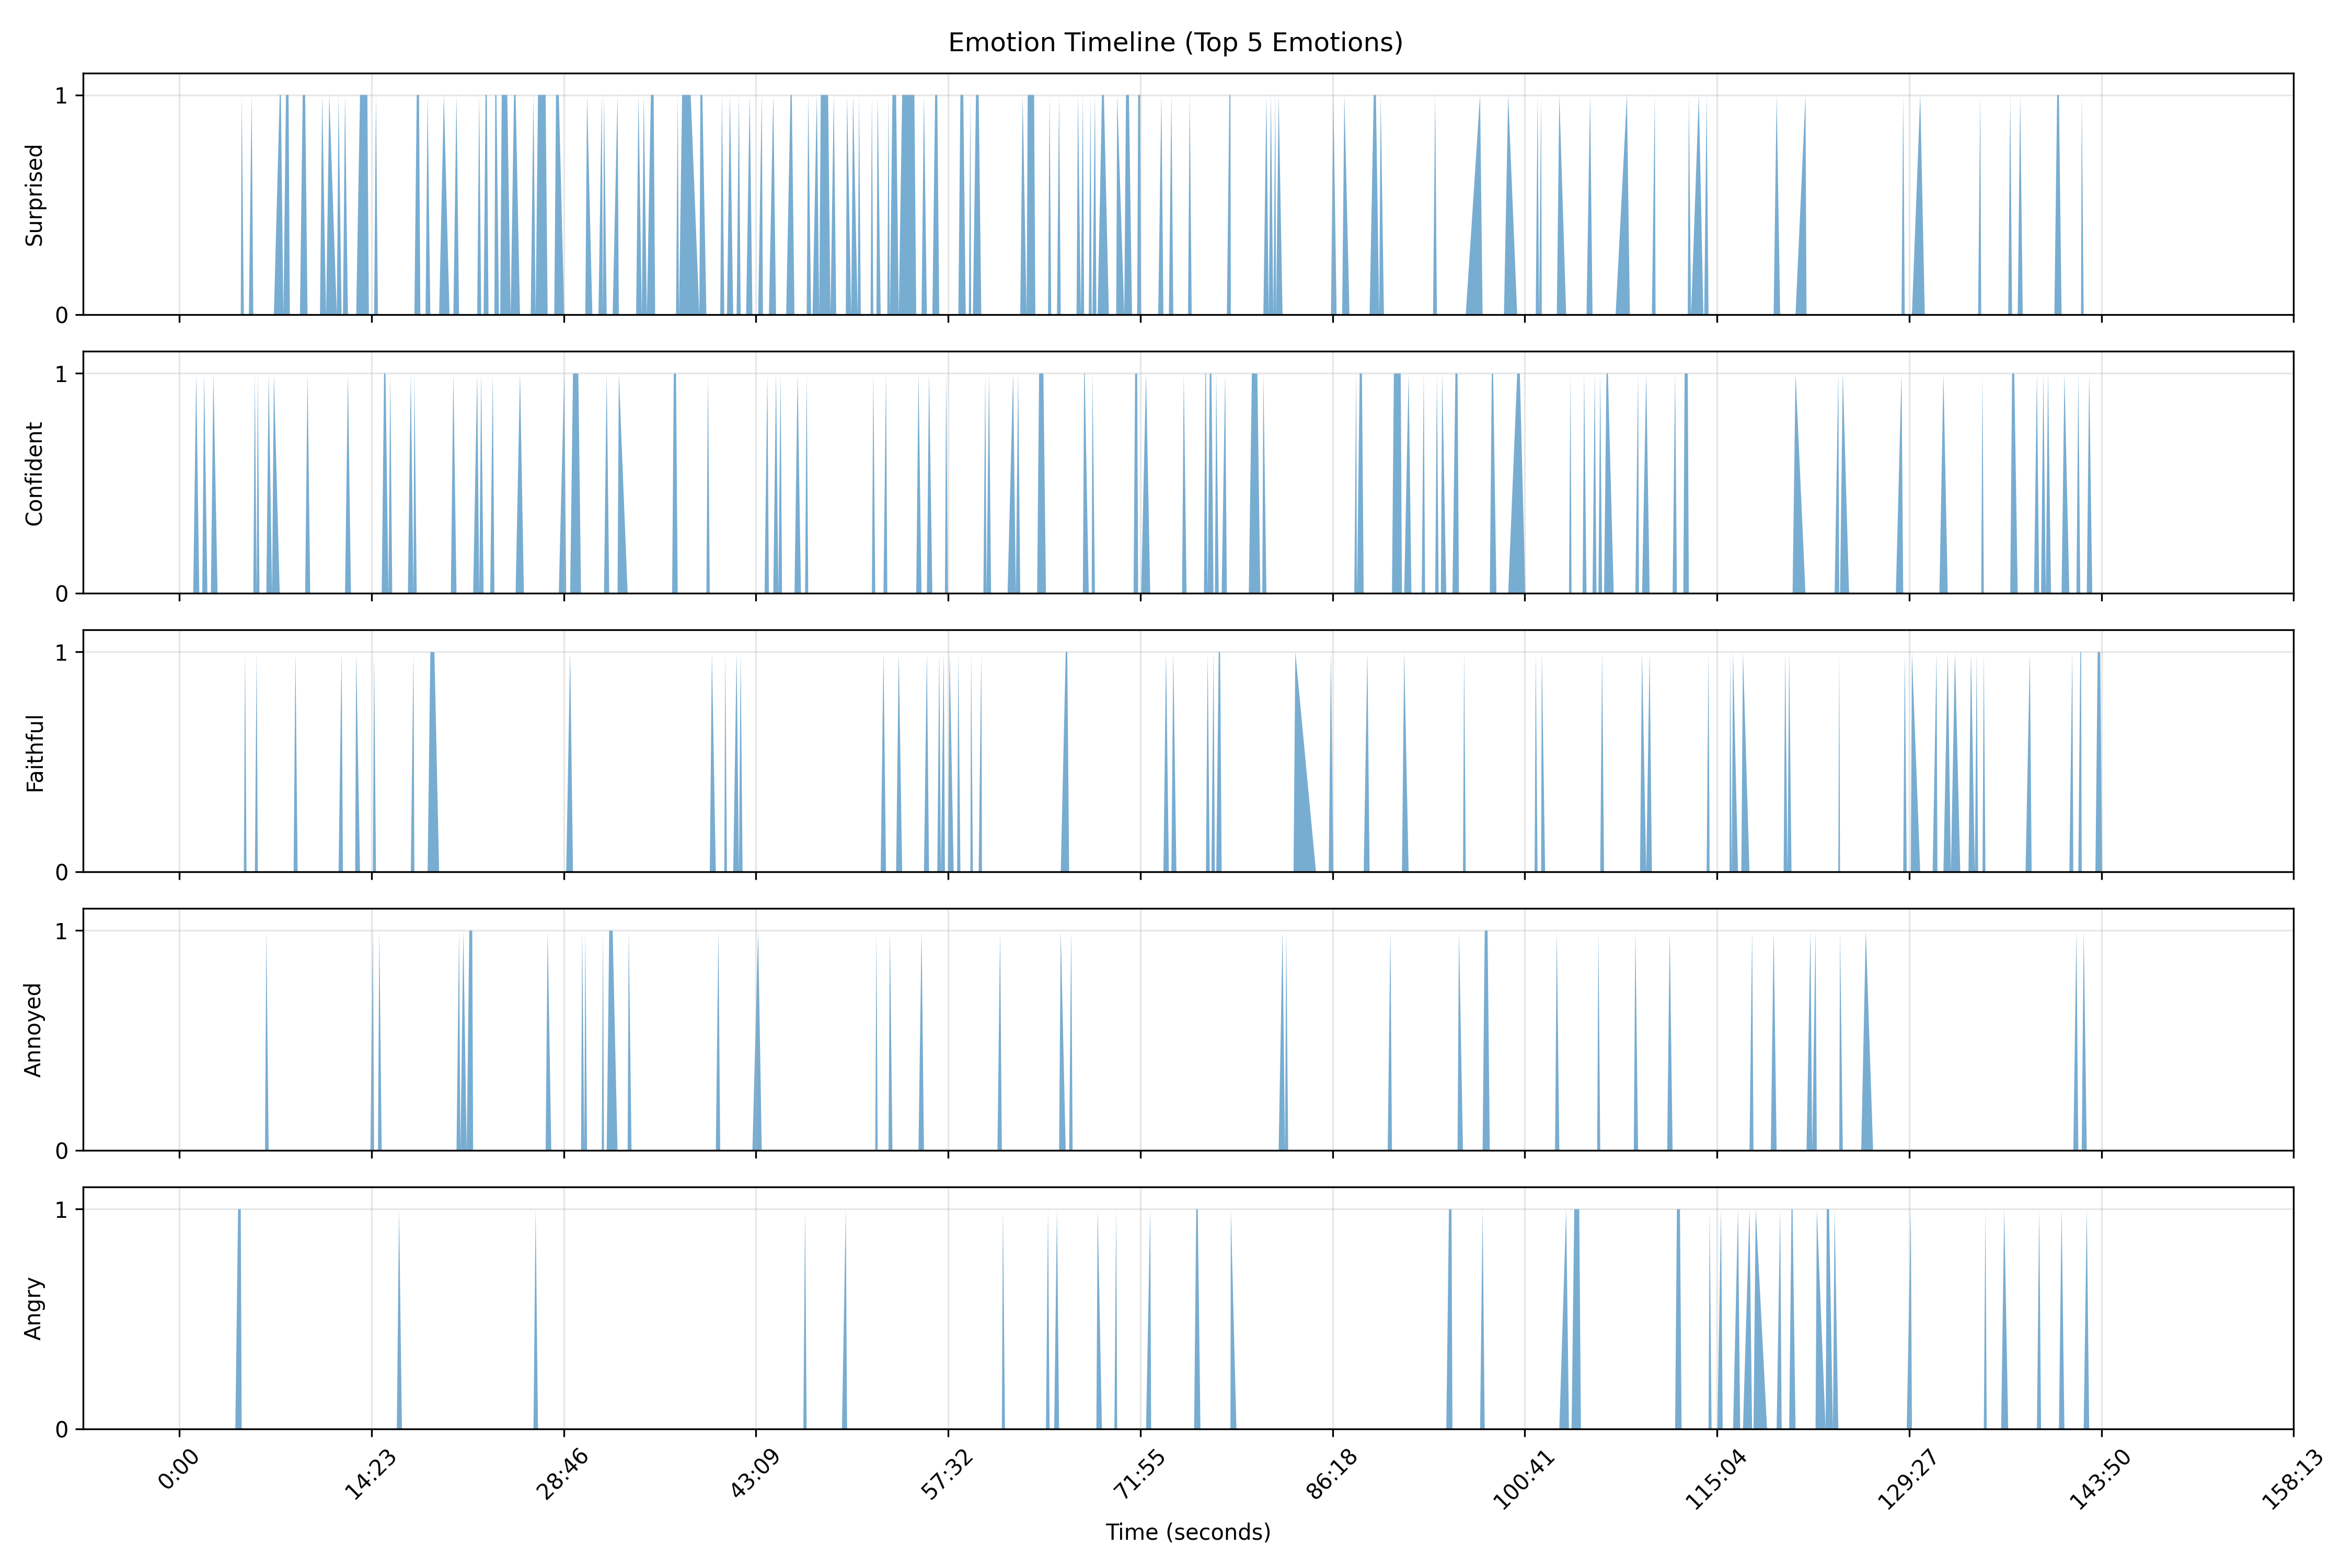 Emotion Timeline (Top 5 Emotions)
1
Surprised
0
1
Confident
0
1
Faithful
0
1
Annoyed
0
1
Angry
0
0:00 14:23 28:46 43:09 57:32 71:55 86:18 100:41 115:04 129:27 143:50 158:13
Time (seconds)